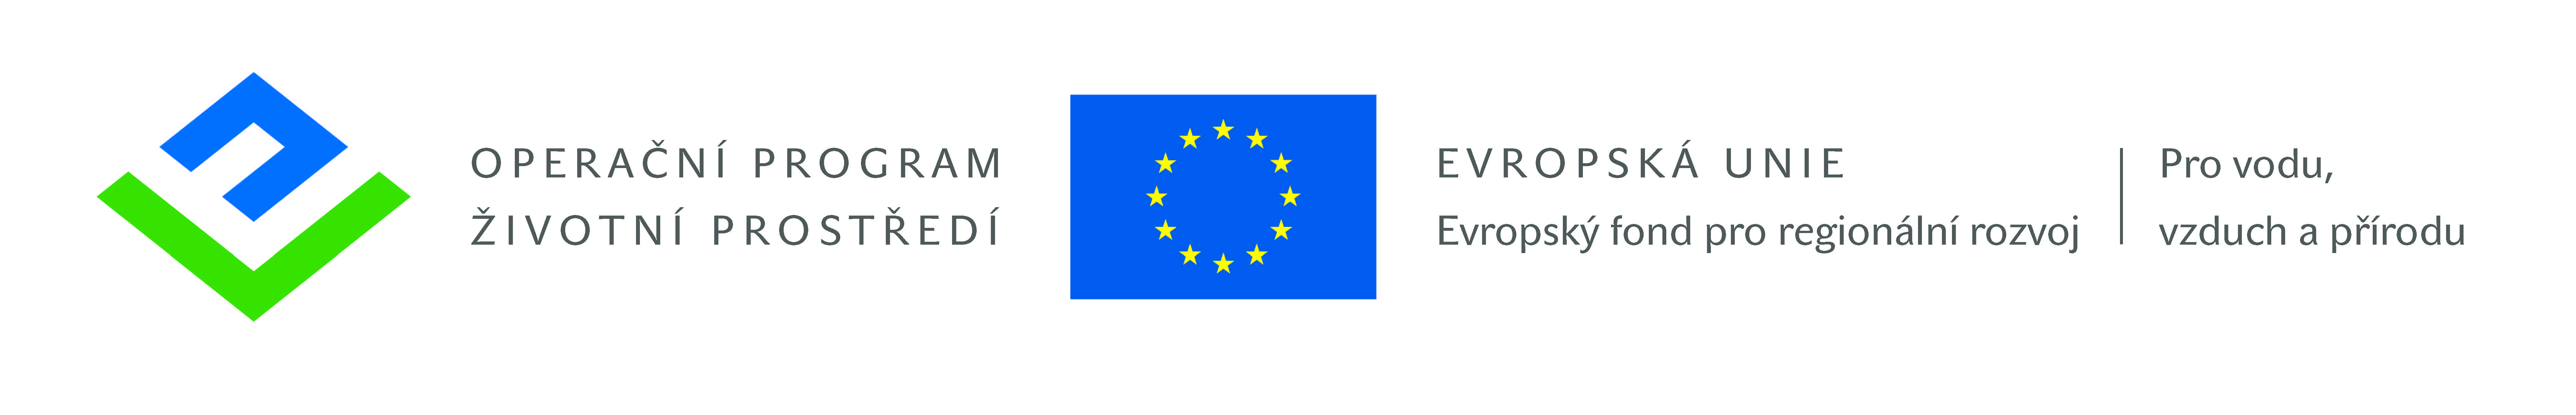 OPERAČNÍ PROGRAM
ŽIVOTNÍ PROSTŘEDÍ
EVROPSKÁ UNIE
Evropský fond pro regionální rozvoj
Pro vodu,
vzduch a přírodu